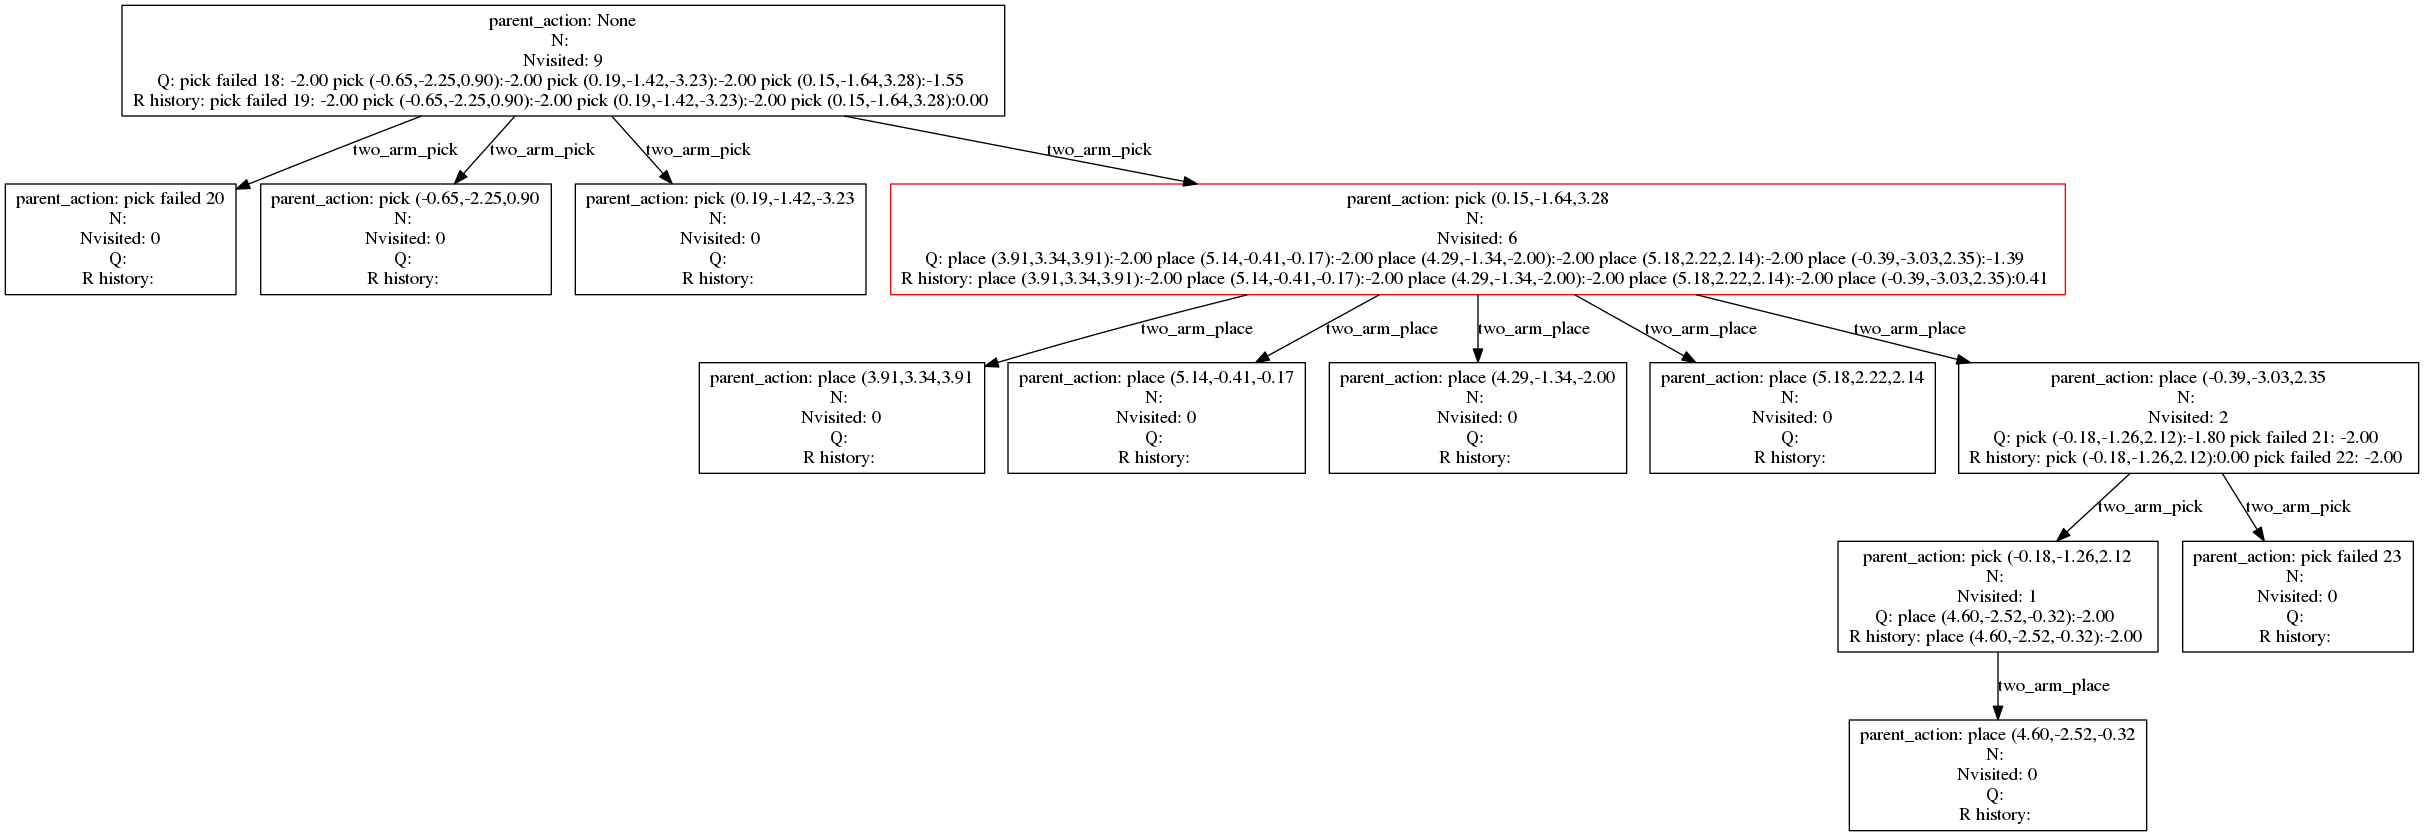 parent_action: None
N:
Nvisited: 9
Q: pick failed 18: -2.00 pick (-0.65,-2.25,0.90):-2.00 pick (0.19,-1.42,-3.23):-2.00 pick (0.15,-1.64,3.28):-1.55
R history: pick failed 19: -2.00 pick (-0.65,-2.25,0.90):-2.00 pick (0.19,-1.42,-3.23):-2.00 pick (0.15,-1.64,3.28):0.00
two_arm_pick
two_arm_pick
two_arm_pick
two_arm_pick
parent_action: pick failed 20
N:
Nvisited: 0
Q:
R history:
parent_action: pick (-0.65,-2.25,0.90
N:
Nvisited: 0
Q:
R history:
parent_action: pick (0.19,-1.42,-3.23
N:
Nvisited: 0
Q:
R history:
parent_action: pick (0.15,-1.64,3.28
N:
Nvisited: 6
Q: place (3.91,3.34,3.91):-2.00 place (5.14,-0.41,-0.17):-2.00 place (4.29,-1.34,-2.00):-2.00 place (5.18,2.22,2.14):-2.00 place (-0.39,-3.03,2.35):-1.39
R history: place (3.91,3.34,3.91):-2.00 place (5.14,-0.41,-0.17):-2.00 place (4.29,-1.34,-2.00):-2.00 place (5.18,2.22,2.14):-2.00 place (-0.39,-3.03,2.35):0.41
two_arm_place
two_arm_place
two_arm_place
two_arm_place
two_arm_place
parent_action: place (3.91,3.34,3.91
N:
Nvisited: 0
Q:
R history:
parent_action: place (5.14,-0.41,-0.17
N:
Nvisited: 0
Q:
R history:
parent_action: place (4.29,-1.34,-2.00
N:
Nvisited: 0
Q:
R history:
parent_action: place (5.18,2.22,2.14
N:
Nvisited: 0
Q:
R history:
parent_action: place (-0.39,-3.03,2.35
N:
Nvisited: 2
Q: pick (-0.18,-1.26,2.12):-1.80 pick failed 21: -2.00
R history: pick (-0.18,-1.26,2.12):0.00 pick failed 22: -2.00
two_arm_pick
two_arm_pick
parent_action: pick (-0.18,-1.26,2.12
N:
Nvisited: 1
Q: place (4.60,-2.52,-0.32):-2.00
R history: place (4.60,-2.52,-0.32):-2.00
parent_action: pick failed 23
N:
Nvisited: 0
Q:
R history:
two_arm_place
parent_action: place (4.60,-2.52,-0.32
N:
Nvisited: 0
Q:
R history: